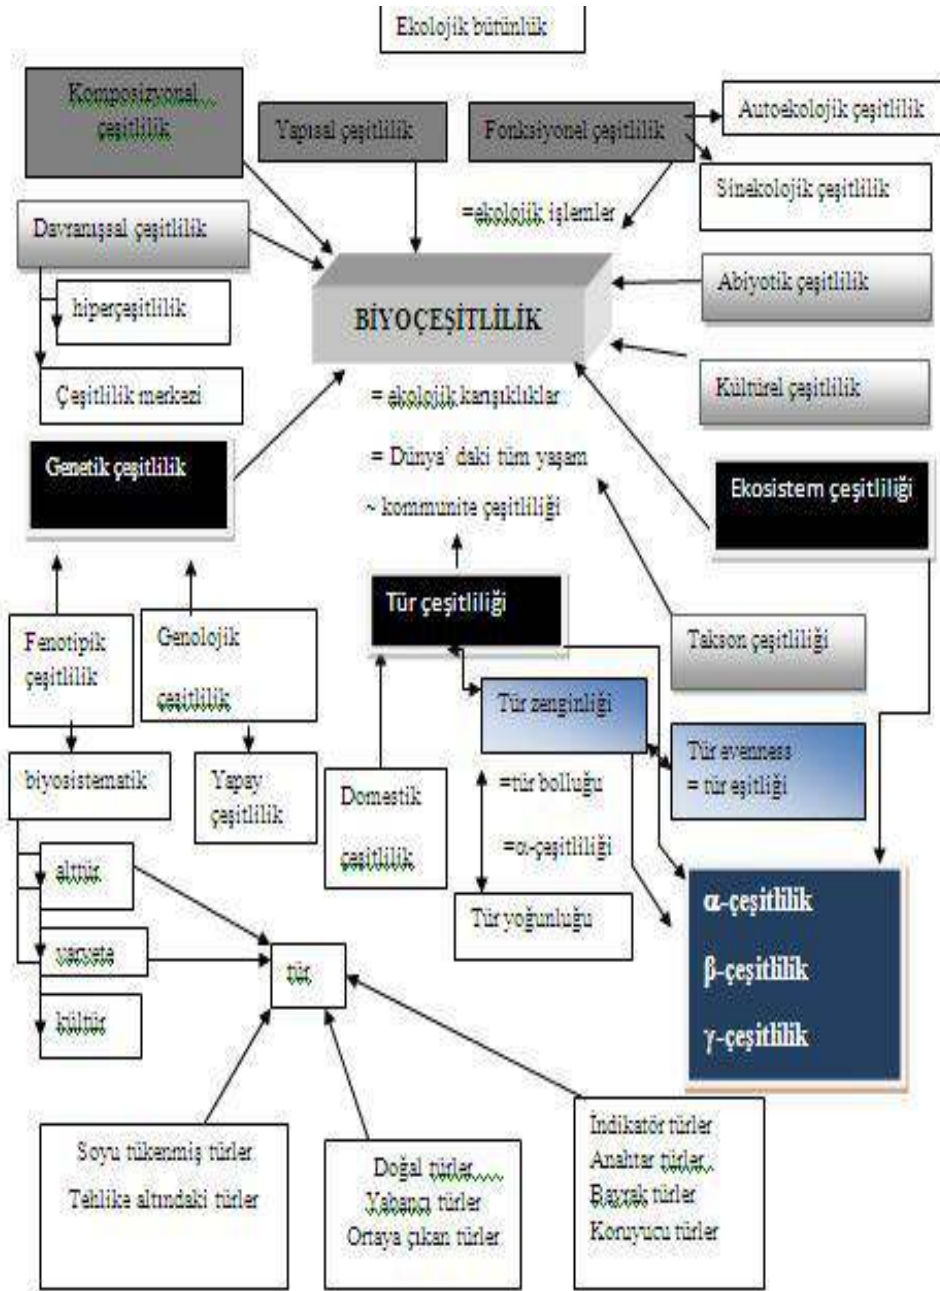 Ekolojik bütünlük
Komposizyonal
çeşitlilik
Yapısal çeşitlilik
Fonksiyonel çeşitlilik
Autoekolojik çeşitlilik
Sinekolojik çeşitlilik
=ekolojik işlemler
Davranışsal çeşitlilik
hiperçeşitlilik
Çeşitlilik merkezi
BİYOÇEŞİTLİLİK
Abiyotik çeşitlilik
Kültürel çeşitlilik
= ekolojik karışıklıklar
= Dünya' daki tüm yaşam
~ kommunite çeşitliliği
Genetik çeşitlilik
Ekosistem çeşitliliği
Tür çeşitliliği
Fenotipik
çeşitlilik
Genolojik
çeşitlilik
Takson çeşitliliği
Tür zenginliği
Tür evenness
= tür eşitliği
biyosistematik
Yapay
çeşitlilik
Domestik
çeşitlilik
=tür bolluğu
=α-çeşitliliği
Tür yoğunluğu
alttür
varyete
kültür
tür
α-çeşitlilik
β-çeşitlilik
γ-çeşitlilik
Soyu tükenmiş türler
Tehlike altındaki türler
Doğal türler
Yabancı türler
Ortaya çıkan türler
İndikatör türler
Anahtar türler
Bayrak türler
Koruyucu türler